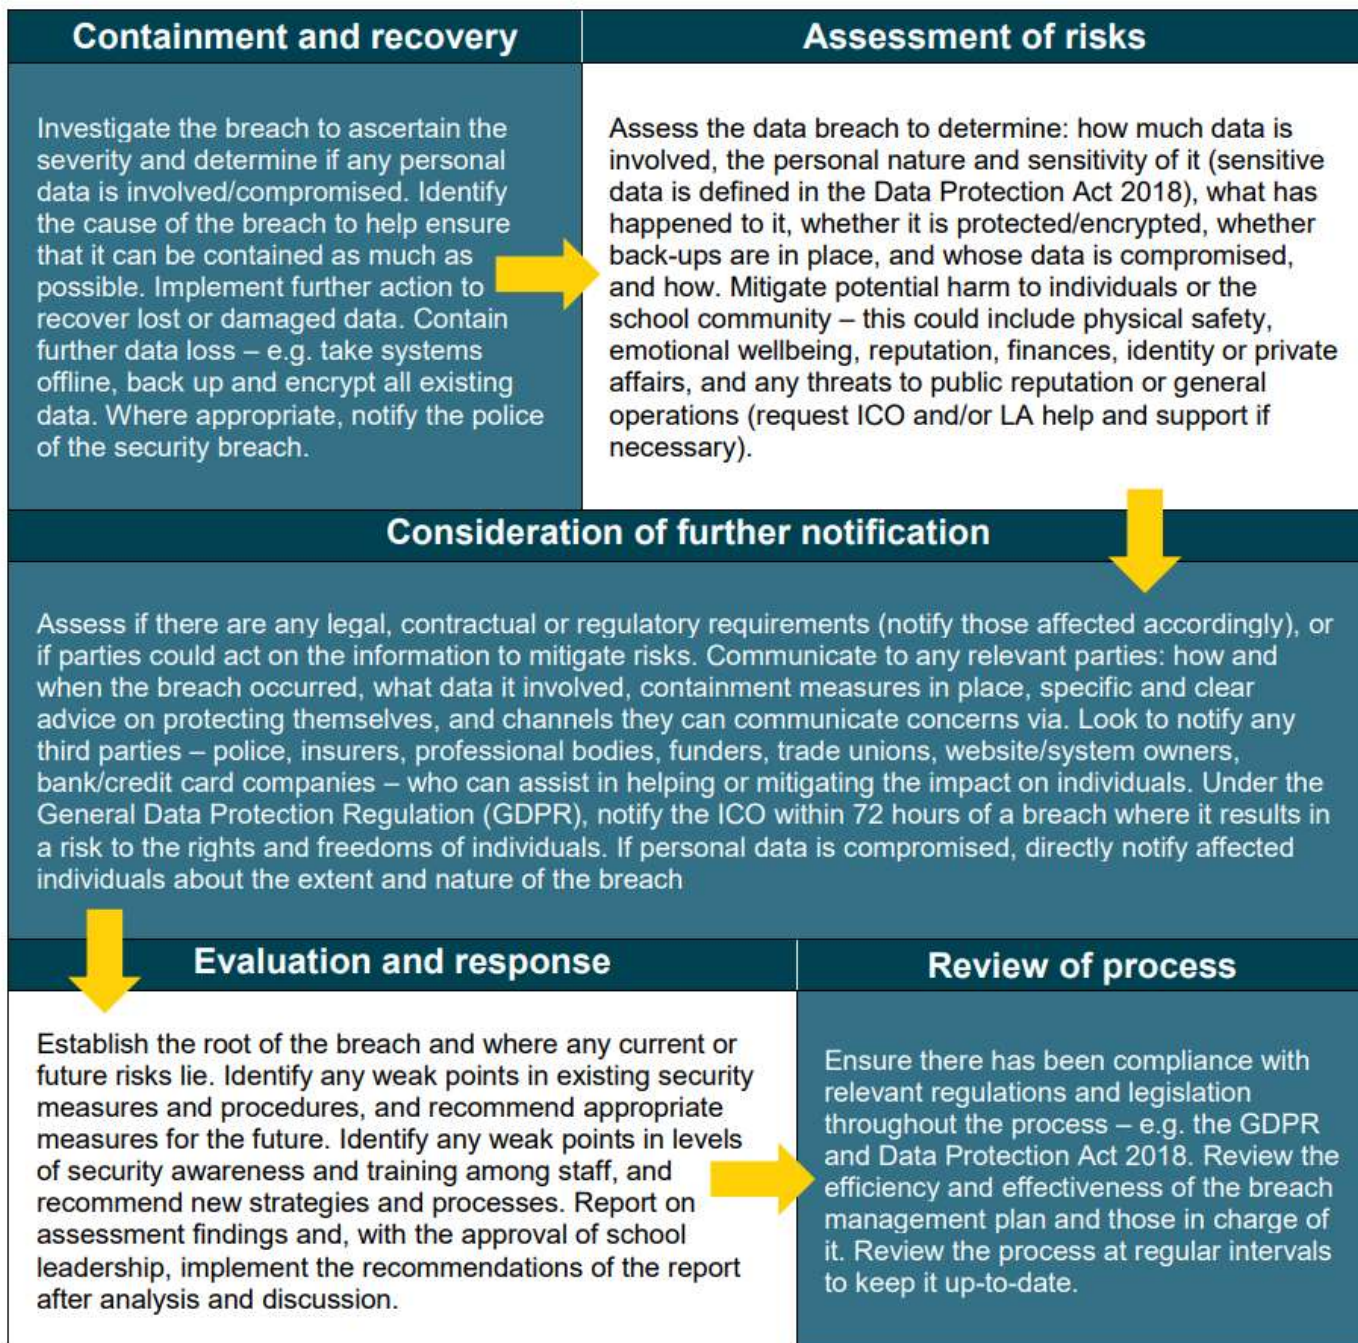 Containment and recovery
Investigate the breach to ascertain the
severity and determine if any personal
data is involved/compromised. Identify
the cause of the breach to help ensure
that it can be contained as much as
possible. Implement further action to
recover lost or damaged data. Contain
further data loss – e.g. take systems
offline, back up and encrypt all existing
data. Where appropriate, notify the police
of the security breach.
Assessment of risks
Assess the data breach to determine: how much data is
involved, the personal nature and sensitivity of it (sensitive
data is defined in the Data Protection Act 2018), what has
happened to it, whether it is protected/encrypted, whether
back-ups are in place, and whose data is compromised,
and how. Mitigate potential harm to individuals or the
school community – this could include physical safety,
emotional wellbeing, reputation, finances, identity or private
affairs, and any threats to public reputation or general
operations (request ICO and/or LA help and support if
necessary).
Consideration of further notification
Assess if there are any legal, contractual or regulatory requirements (notify those affected accordingly), or
if parties could act on the information to mitigate risks. Communicate to any relevant parties: how and
when the breach occurred, what data it involved, containment measures in place, specific and clear
advice on protecting themselves, and channels they can communicate concerns via. Look to notify any
third parties – police, insurers, professional bodies, funders, trade unions, website/system owners,
bank/credit card companies – who can assist in helping or mitigating the impact on individuals. Under the
General Data Protection Regulation (GDPR), notify the ICO within 72 hours of a breach where it results in
a risk to the rights and freedoms of individuals. If personal data is compromised, directly notify affected
individuals about the extent and nature of the breach
Evaluation and response
Establish the root of the breach and where any current or
future risks lie. Identify any weak points in existing security
measures and procedures, and recommend appropriate
measures for the future. Identify any weak points in levels
of security awareness and training among staff, and
recommend new strategies and processes. Report on
assessment findings and, with the approval of school
leadership, implement the recommendations of the report
after analysis and discussion.
Review of process
Ensure there has been compliance with
relevant regulations and legislation
throughout the process – e.g. the GDPR
and Data Protection Act 2018. Review the
efficiency and effectiveness of the breach
management plan and those in charge of
it. Review the process at regular intervals
to keep it up-to-date.